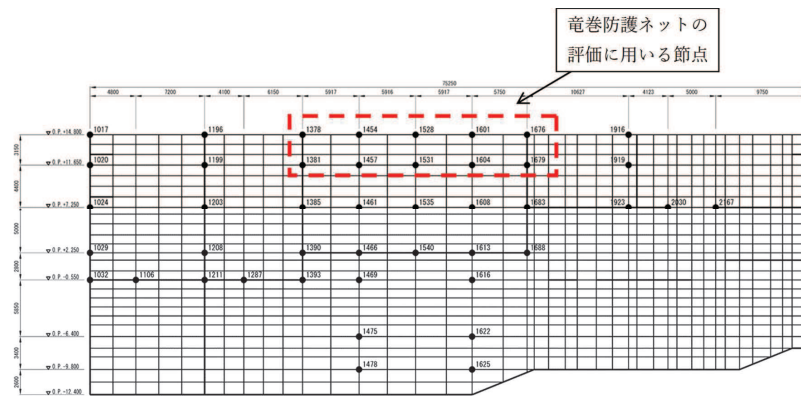 竜巻防護ネットの
評価に用いる節点
75250
4800 7200 4100 6150 5917 5916 5917 5750 10627 4123 5000 9750
O.P.+14.800 1017 1196 1378 1454 1528 1601 1676 1916
3150
O.P.+11.650 1020 1199 1381 1457 1531 1604 1679 1919
4400
O.P.+7.250 1024 1203 1385 1461 1535 1608 1683 1923 2030 2167
5000
O.P.+2.250 1029 1208 1390 1466 1540 1613 1688
2800
O.P.-0.550 1032 1106 1211 1287 1393 1469 1616
5850
O.P.-6.400 1475 1622
3400
O.P.-9.800 1478 1625
2600
O.P.-12.400